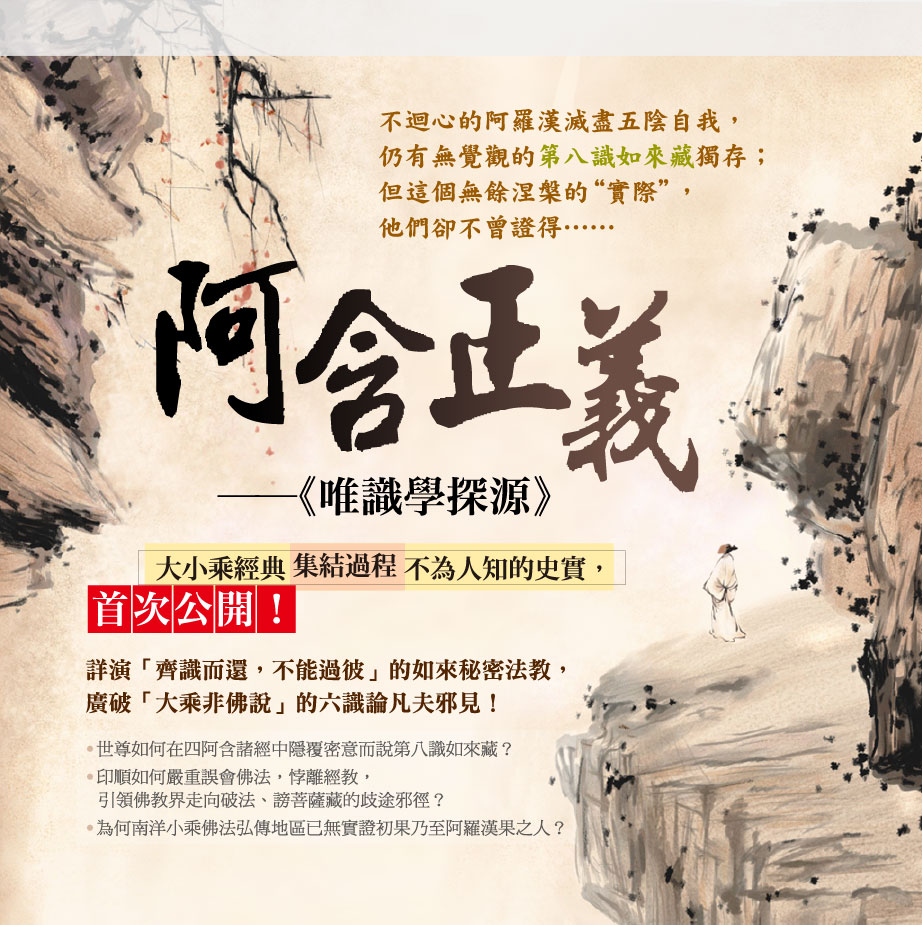 不迴心的阿羅漢滅盡五陰自我，
仍有無覺觀的第八識如來藏獨存；
但這個無餘涅槃的“實際”，
他們卻不曾證得……
阿含正義
——《唯識學探源》
大小乘經典集結過程不為人知的史實，
首次公開！
詳演「齊識而還，不能過彼」的如來秘密法教，
廣破「大乘非佛說」的六識論凡夫邪見！
•世尊如何在四阿含諸經中隱覆密意而說第八識如來藏？
•印順如何嚴重誤會佛法，悖離經教，
引領佛教界走向破法、謗菩薩藏的歧途邪徑？
•為何南洋小乘佛法弘傳地區已無實證初果乃至阿羅漢果之人？